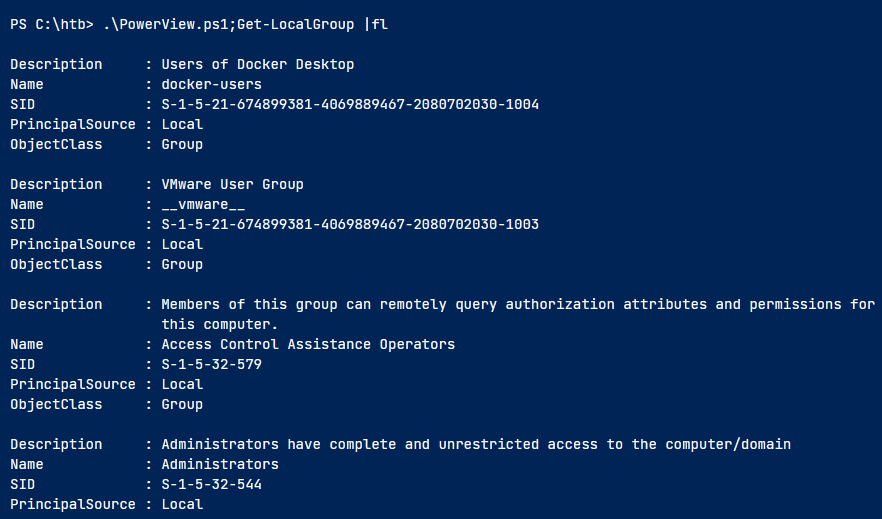 PS C:\htb> .\PowerView.ps1;Get-LocalGroup |fl
Description     : Users of Docker Desktop
Name            : docker-users
SID             : S-1-5-21-674899381-4069889467-2080702030-1004
PrincipalSource : Local
ObjectClass     : Group
Description     : VMware User Group
Name            : __vmware__
SID             : S-1-5-21-674899381-4069889467-2080702030-1003
PrincipalSource : Local
ObjectClass     : Group
Description     : Members of this group can remotely query authorization attributes and permissions for
                  this computer.
Name            : Access Control Assistance Operators
SID             : S-1-5-32-579
PrincipalSource : Local
ObjectClass     : Group
Description     : Administrators have complete and unrestricted access to the computer/domain
Name            : Administrators
SID             : S-1-5-32-544
PrincipalSource : Local